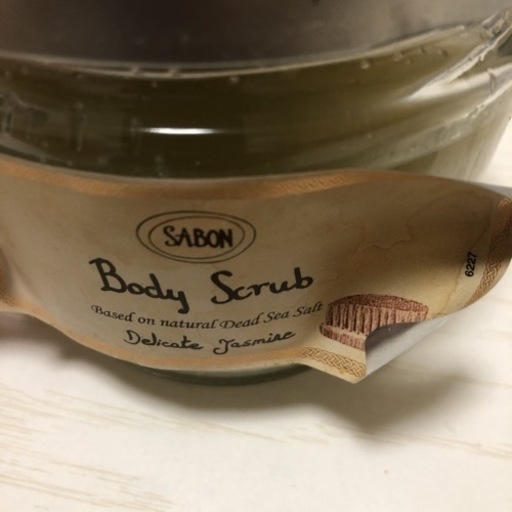 SABON
Body Scrub
Based on natural Dead Sea Salt
Delicate Jasmine
6227